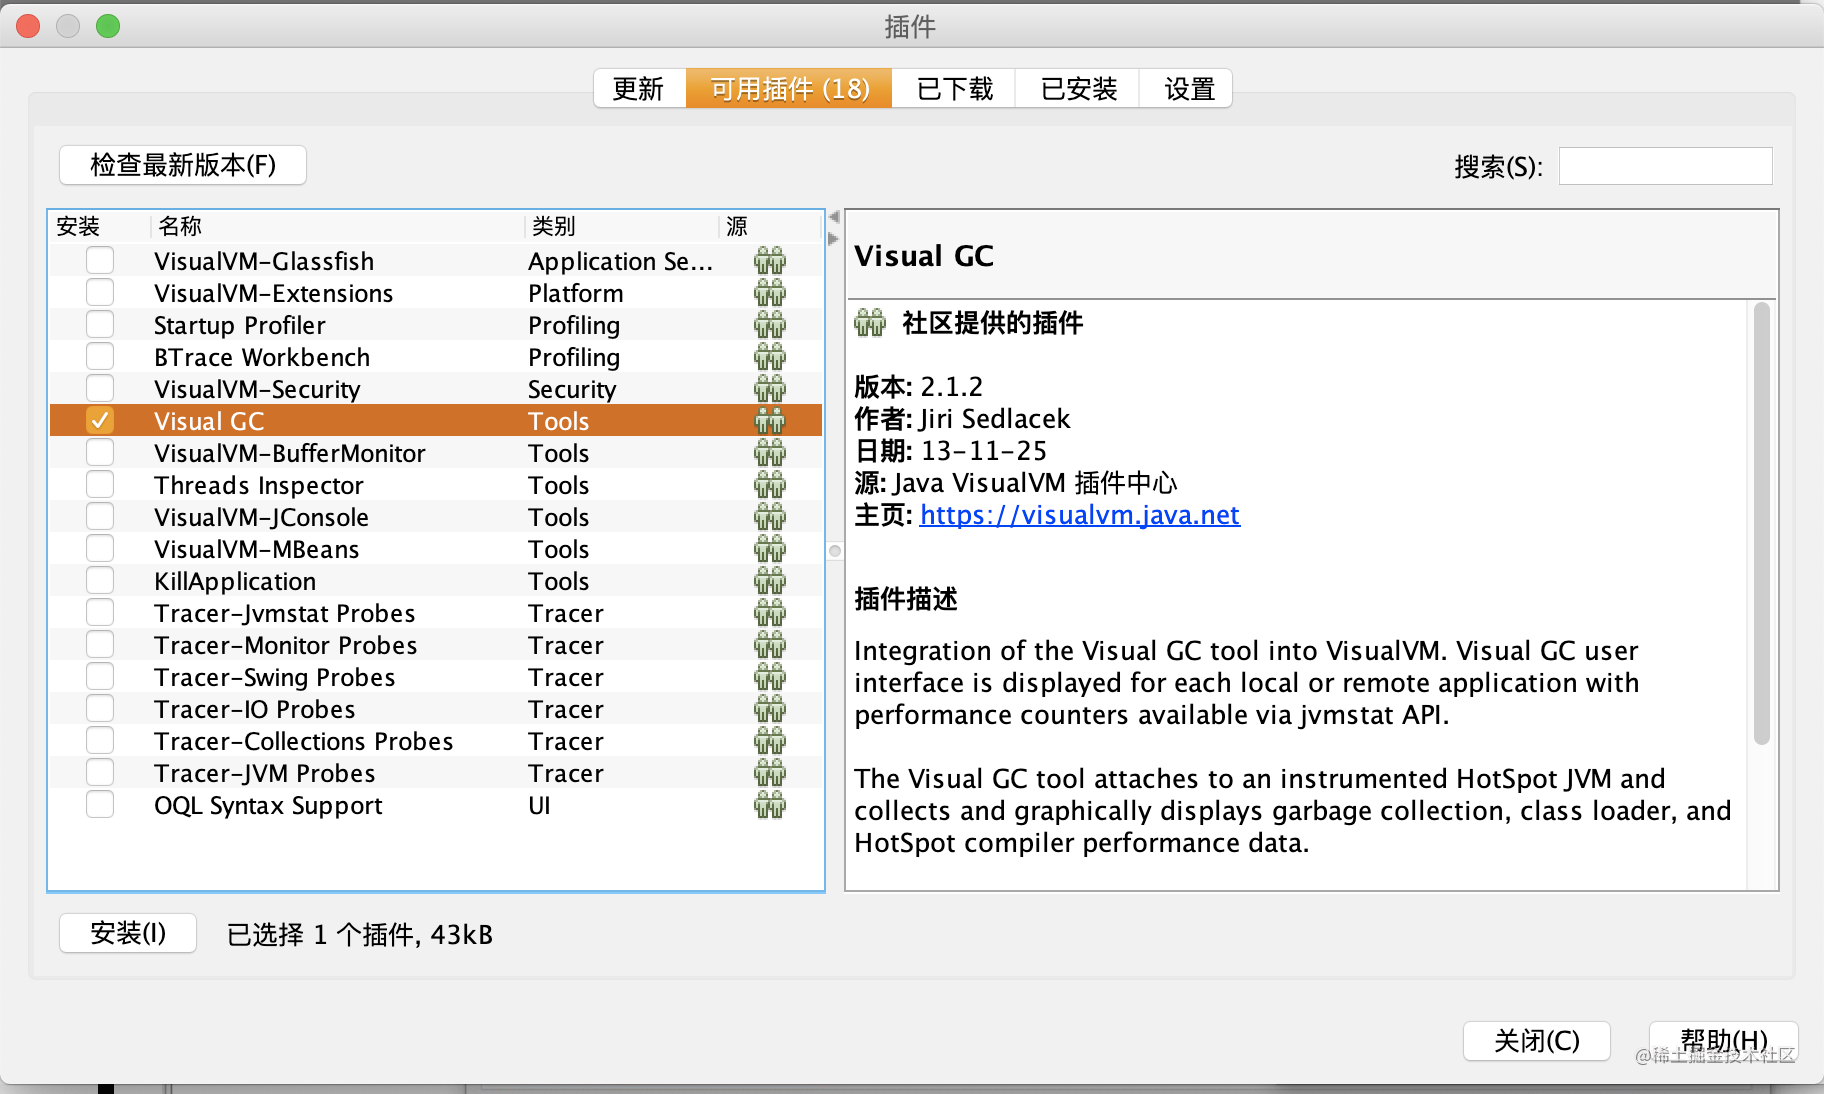 插件
更新
可用插件 (18)
已下载
已安装
设置
检查最新版本(F)
搜索(S):
安装 名称 类别 源
VisualVM-Glassfish Application Se...
VisualVM-Extensions Platform
Startup Profiler Profiling
BTrace Workbench Profiling
VisualVM-Security Security
Visual GC Tools
VisualVM-BufferMonitor Tools
Threads Inspector Tools
VisualVM-JConsole Tools
VisualVM-MBeans Tools
KillApplication Tools
Tracer-Jvmstat Probes Tracer
Tracer-Monitor Probes Tracer
Tracer-Swing Probes Tracer
Tracer-IO Probes Tracer
Tracer-Collections Probes Tracer
Tracer-JVM Probes Tracer
OQL Syntax Support UI
Visual GC
社区提供的插件
版本: 2.1.2
作者: Jiri Sedlacek
日期: 13-11-25
源: Java VisualVM 插件中心
主页: https://visualvm.java.net
插件描述
Integration of the Visual GC tool into VisualVM. Visual GC user
interface is displayed for each local or remote application with
performance counters available via jvmstat API.
The Visual GC tool attaches to an instrumented HotSpot JVM and
collects and graphically displays garbage collection, class loader, and
HotSpot compiler performance data.
安装(I)
已选择 1 个插件, 43kB
关闭(C)
帮助(H)
@稀土掘金技术社区